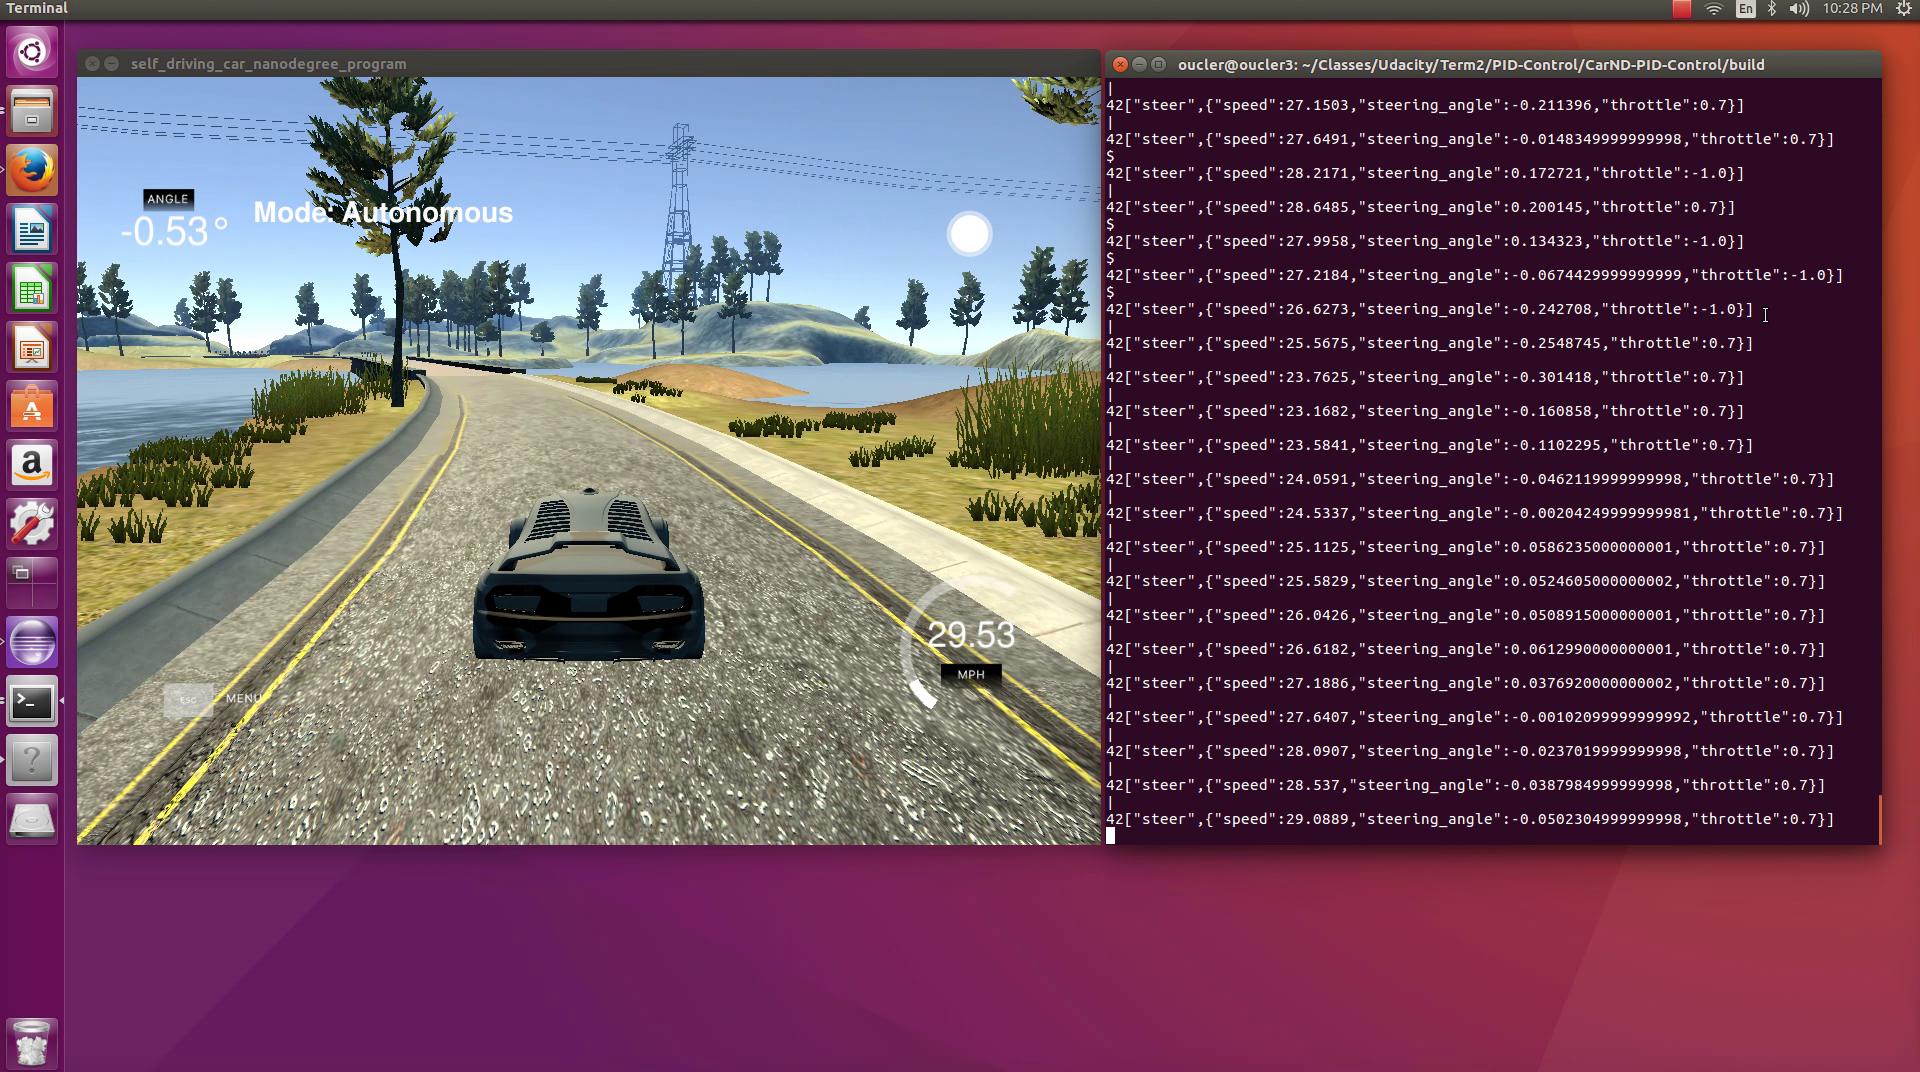 Terminal
En
10:28 PM
self_driving_car_nanodegree_program
ANGLE
-0.53°
Mode: Autonomous
29.53
MPH
ESC
MENU
a
oucler@oucler3: ~/Classes/Udacity/Term2/PID-Control/CarND-PID-Control/build
|
42["steer",{"speed":27.1503,"steering_angle":-0.211396,"throttle":0.7}]
|
42["steer",{"speed":27.6491,"steering_angle":-0.0148349999999998,"throttle":0.7}]
$
42["steer",{"speed":28.2171,"steering_angle":0.172721,"throttle":-1.0}]
|
42["steer",{"speed":28.6485,"steering_angle":0.200145,"throttle":0.7}]
$
42["steer",{"speed":27.9958,"steering_angle":0.134323,"throttle":-1.0}]
$
42["steer",{"speed":27.2184,"steering_angle":-0.0674429999999999,"throttle":-1.0}]
$
42["steer",{"speed":26.6273,"steering_angle":-0.242708,"throttle":-1.0}]
|
42["steer",{"speed":25.5675,"steering_angle":-0.2548745,"throttle":0.7}]
|
42["steer",{"speed":23.7625,"steering_angle":-0.301418,"throttle":0.7}]
|
42["steer",{"speed":23.1682,"steering_angle":-0.160858,"throttle":0.7}]
|
42["steer",{"speed":23.5841,"steering_angle":-0.1102295,"throttle":0.7}]
|
42["steer",{"speed":24.0591,"steering_angle":-0.0462119999999998,"throttle":0.7}]
|
42["steer",{"speed":24.5337,"steering_angle":-0.00204249999999981,"throttle":0.7}]
|
42["steer",{"speed":25.1125,"steering_angle":0.0586235000000001,"throttle":0.7}]
|
42["steer",{"speed":25.5829,"steering_angle":0.0524605000000002,"throttle":0.7}]
|
42["steer",{"speed":26.0426,"steering_angle":0.0508915000000001,"throttle":0.7}]
|
42["steer",{"speed":26.6182,"steering_angle":0.0612990000000001,"throttle":0.7}]
|
42["steer",{"speed":27.1886,"steering_angle":0.0376920000000002,"throttle":0.7}]
|
42["steer",{"speed":27.6407,"steering_angle":-0.00102099999999992,"throttle":0.7}]
|
42["steer",{"speed":28.0907,"steering_angle":-0.0237019999999998,"throttle":0.7}]
|
42["steer",{"speed":28.537,"steering_angle":-0.0387984999999998,"throttle":0.7}]
|
42["steer",{"speed":29.0889,"steering_angle":-0.0502304999999998,"throttle":0.7}]